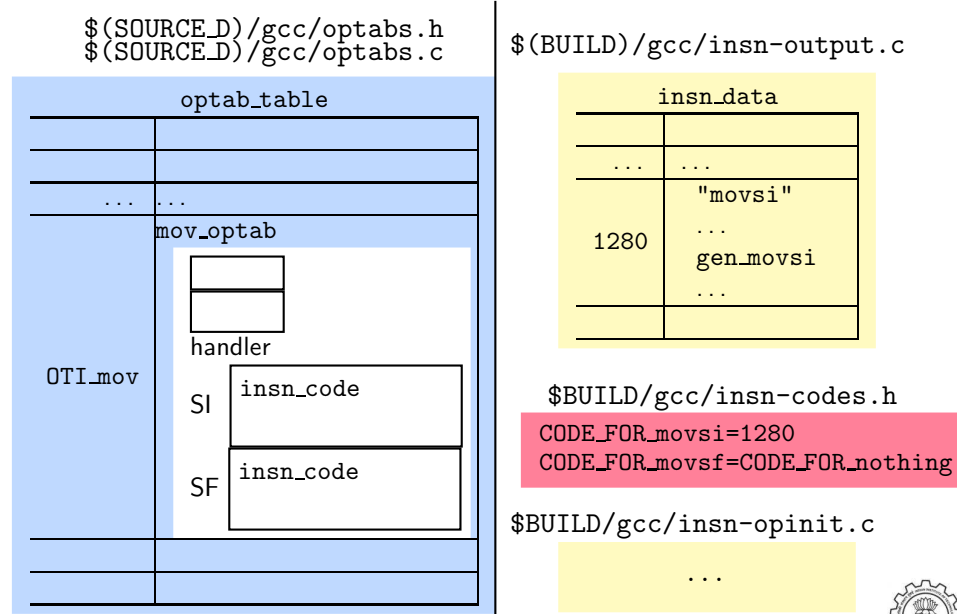 $(SOURCE_D)/gcc/optabs.h
$(SOURCE_D)/gcc/optabs.c
optab_table
... ...
OTI_mov
mov_optab
handler
SI insn_code
SF insn_code
$(BUILD)/gcc/insn-output.c
insn_data
... ...
1280
"movsi"
...
gen_movsi
...
$BUILD/gcc/insn-codes.h
CODE_FOR_movsi=1280
CODE_FOR_movsf=CODE_FOR_nothing
$BUILD/gcc/insn-opinit.c
...